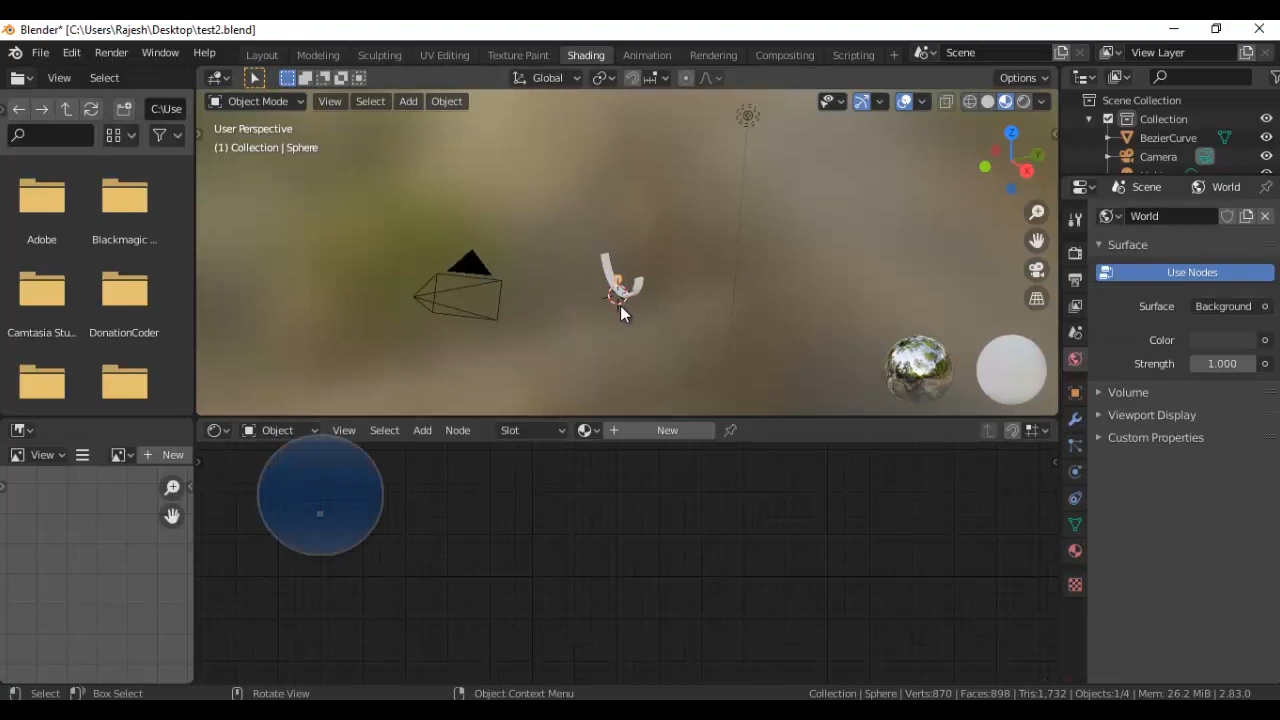 Blender* [C:\Users\Rajesh\Desktop\test2.blend]
File Edit Render Window Help
Layout Modeling Sculpting UV Editing Texture Paint Shading Animation Rendering Compositing Scripting +
Scene
View Layer
View Select
Global
Options
C:\Use
Object Mode View Select Add Object
User Perspective
(1) Collection | Sphere
Z
Y
X
Adobe Blackmagic ...
Camtasia Stu... DonationCoder
Scene Collection
Collection
BezierCurve
Camera
Scene World
World
Surface
Use Nodes
Surface Background
Color
Strength 1.000
Volume
Viewport Display
Custom Properties
Object View Select Add Node Slot + New
View + New
Select Box Select Rotate View Object Context Menu
Collection | Sphere | Verts:870 | Faces:898 | Tris:1,732 | Objects:1/4 | Mem: 26.2 MiB | 2.83.0